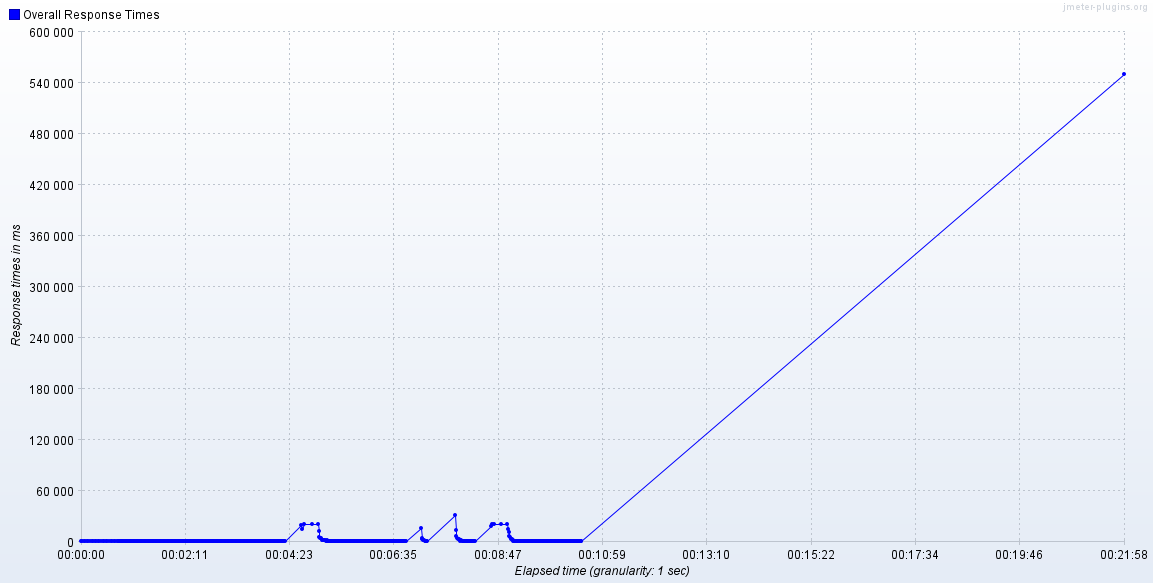 Overall Response Times
jmeter-plugins.org
600 000
540 000
480 000
420 000
360 000
300 000
240 000
180 000
120 000
60 000
0
Response times in ms
00:00:00 00:02:11 00:04:23 00:06:35 00:08:47 00:10:59 00:13:10 00:15:22 00:17:34 00:19:46 00:21:58
Elapsed time (granularity: 1 sec)